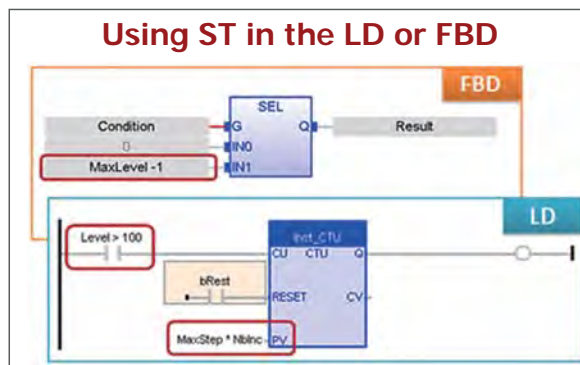 Using ST in the LD or FBD
FBD
SEL
Condition G Q Result
0 IN0
MaxLevel -1 IN1
LD
Level > 100
Inst_CTU
CU CTU Q
bRest
RESET CV
MaxStep * NbInc PV